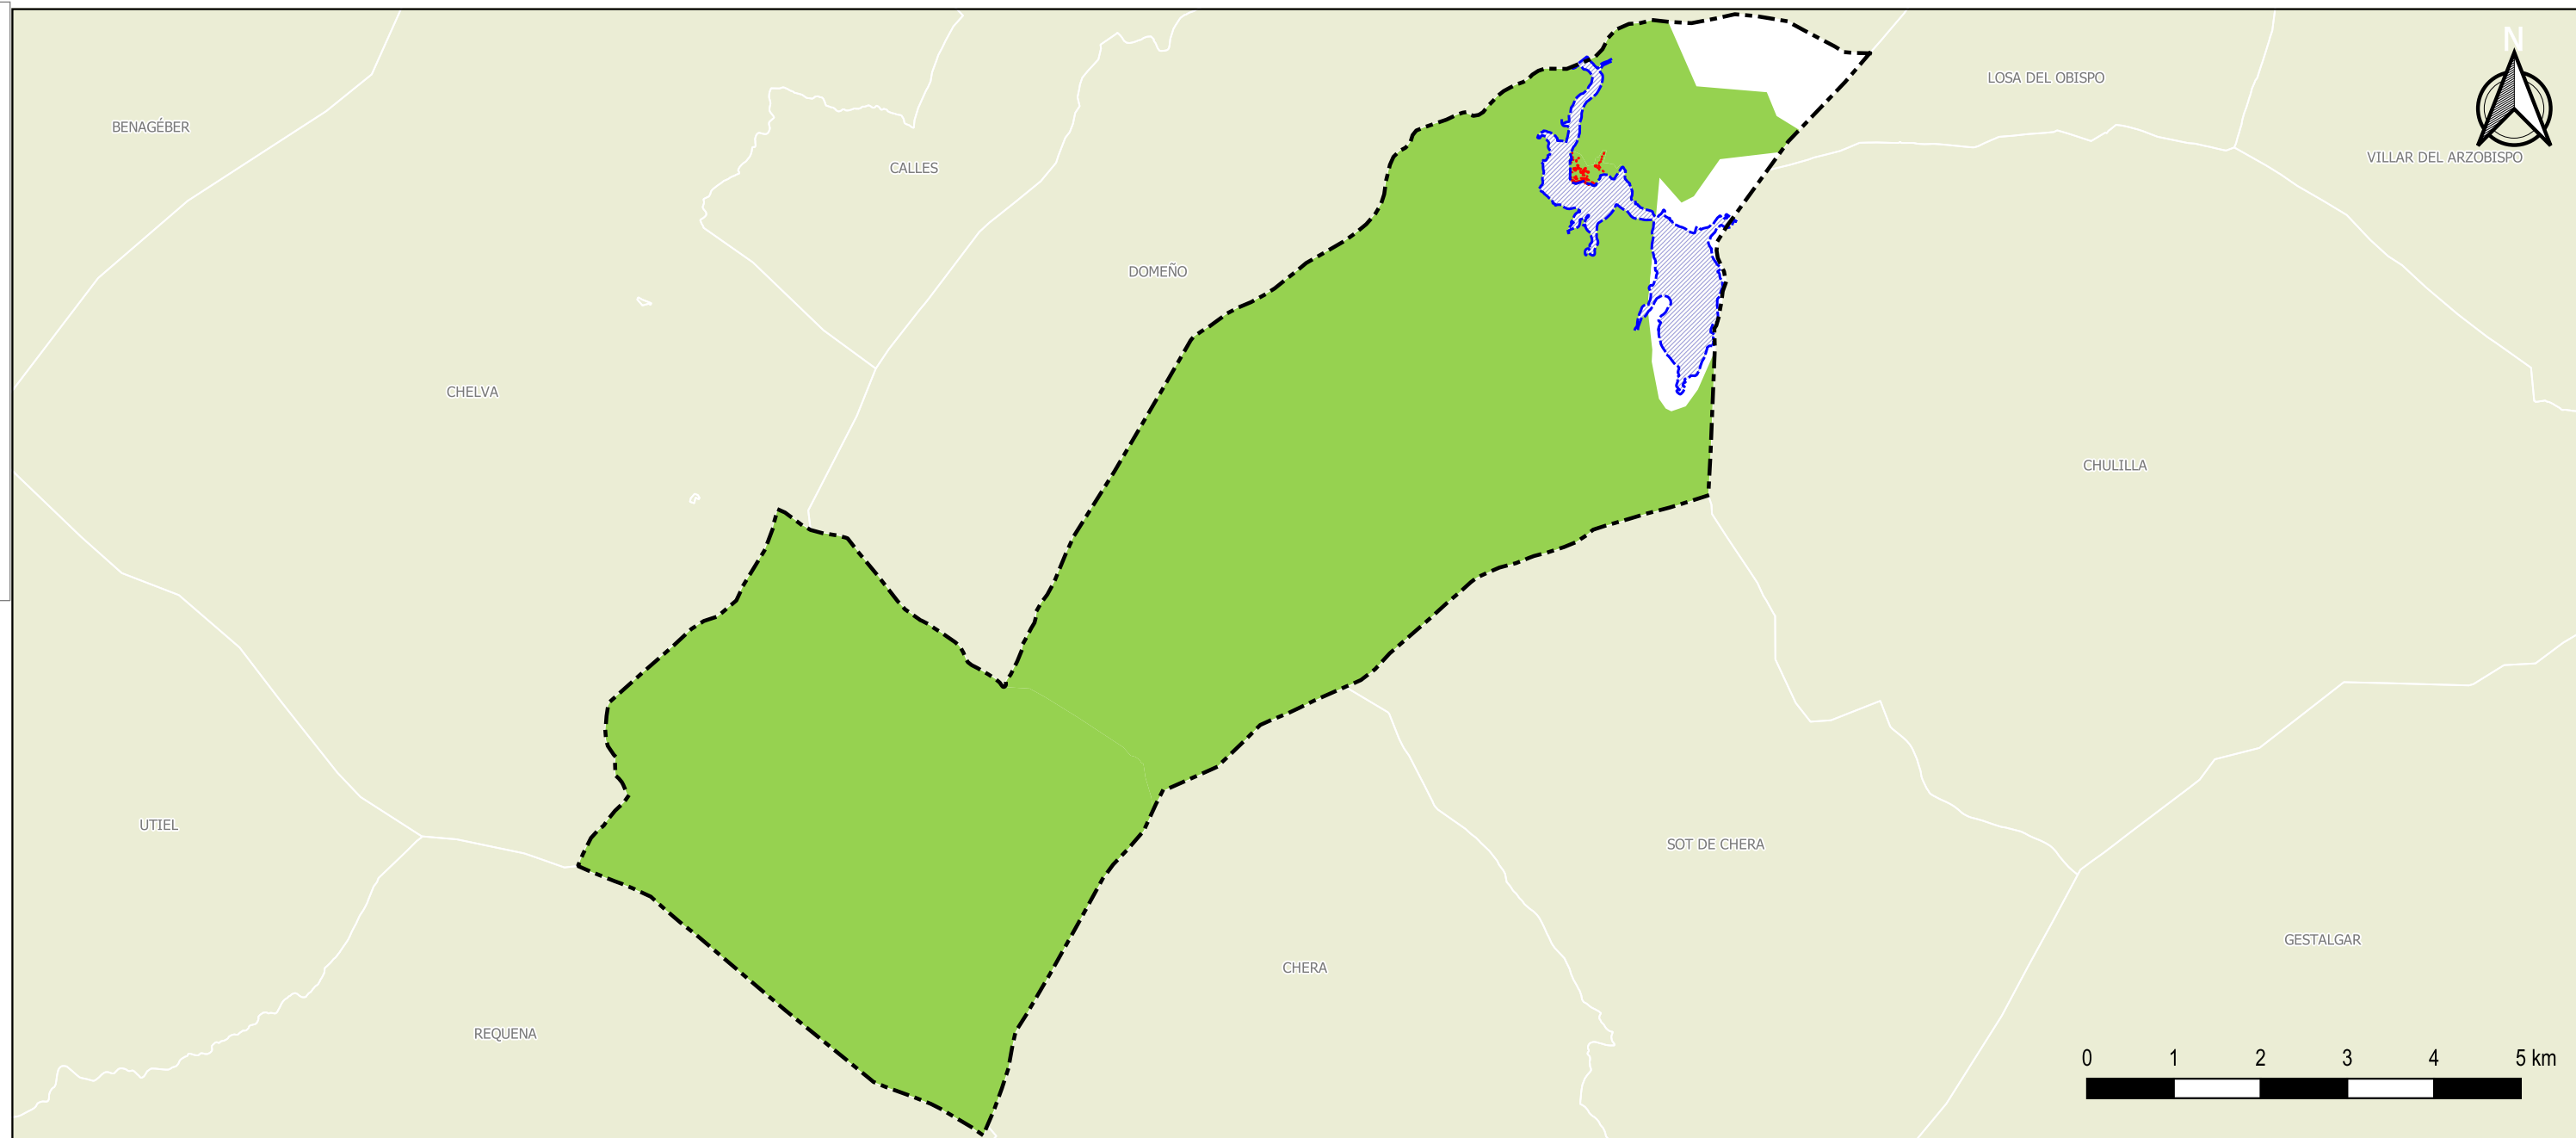 N
LOSA DEL OBISPO
BENAGÉBER
VILLAR DEL ARZOBISPO
CALLES
DOMEÑO
CHELVA
CHULILLA
UTIEL
SOT DE CHERA
GESTALGAR
CHERA
REQUENA
0 1 2 3 4 5 km